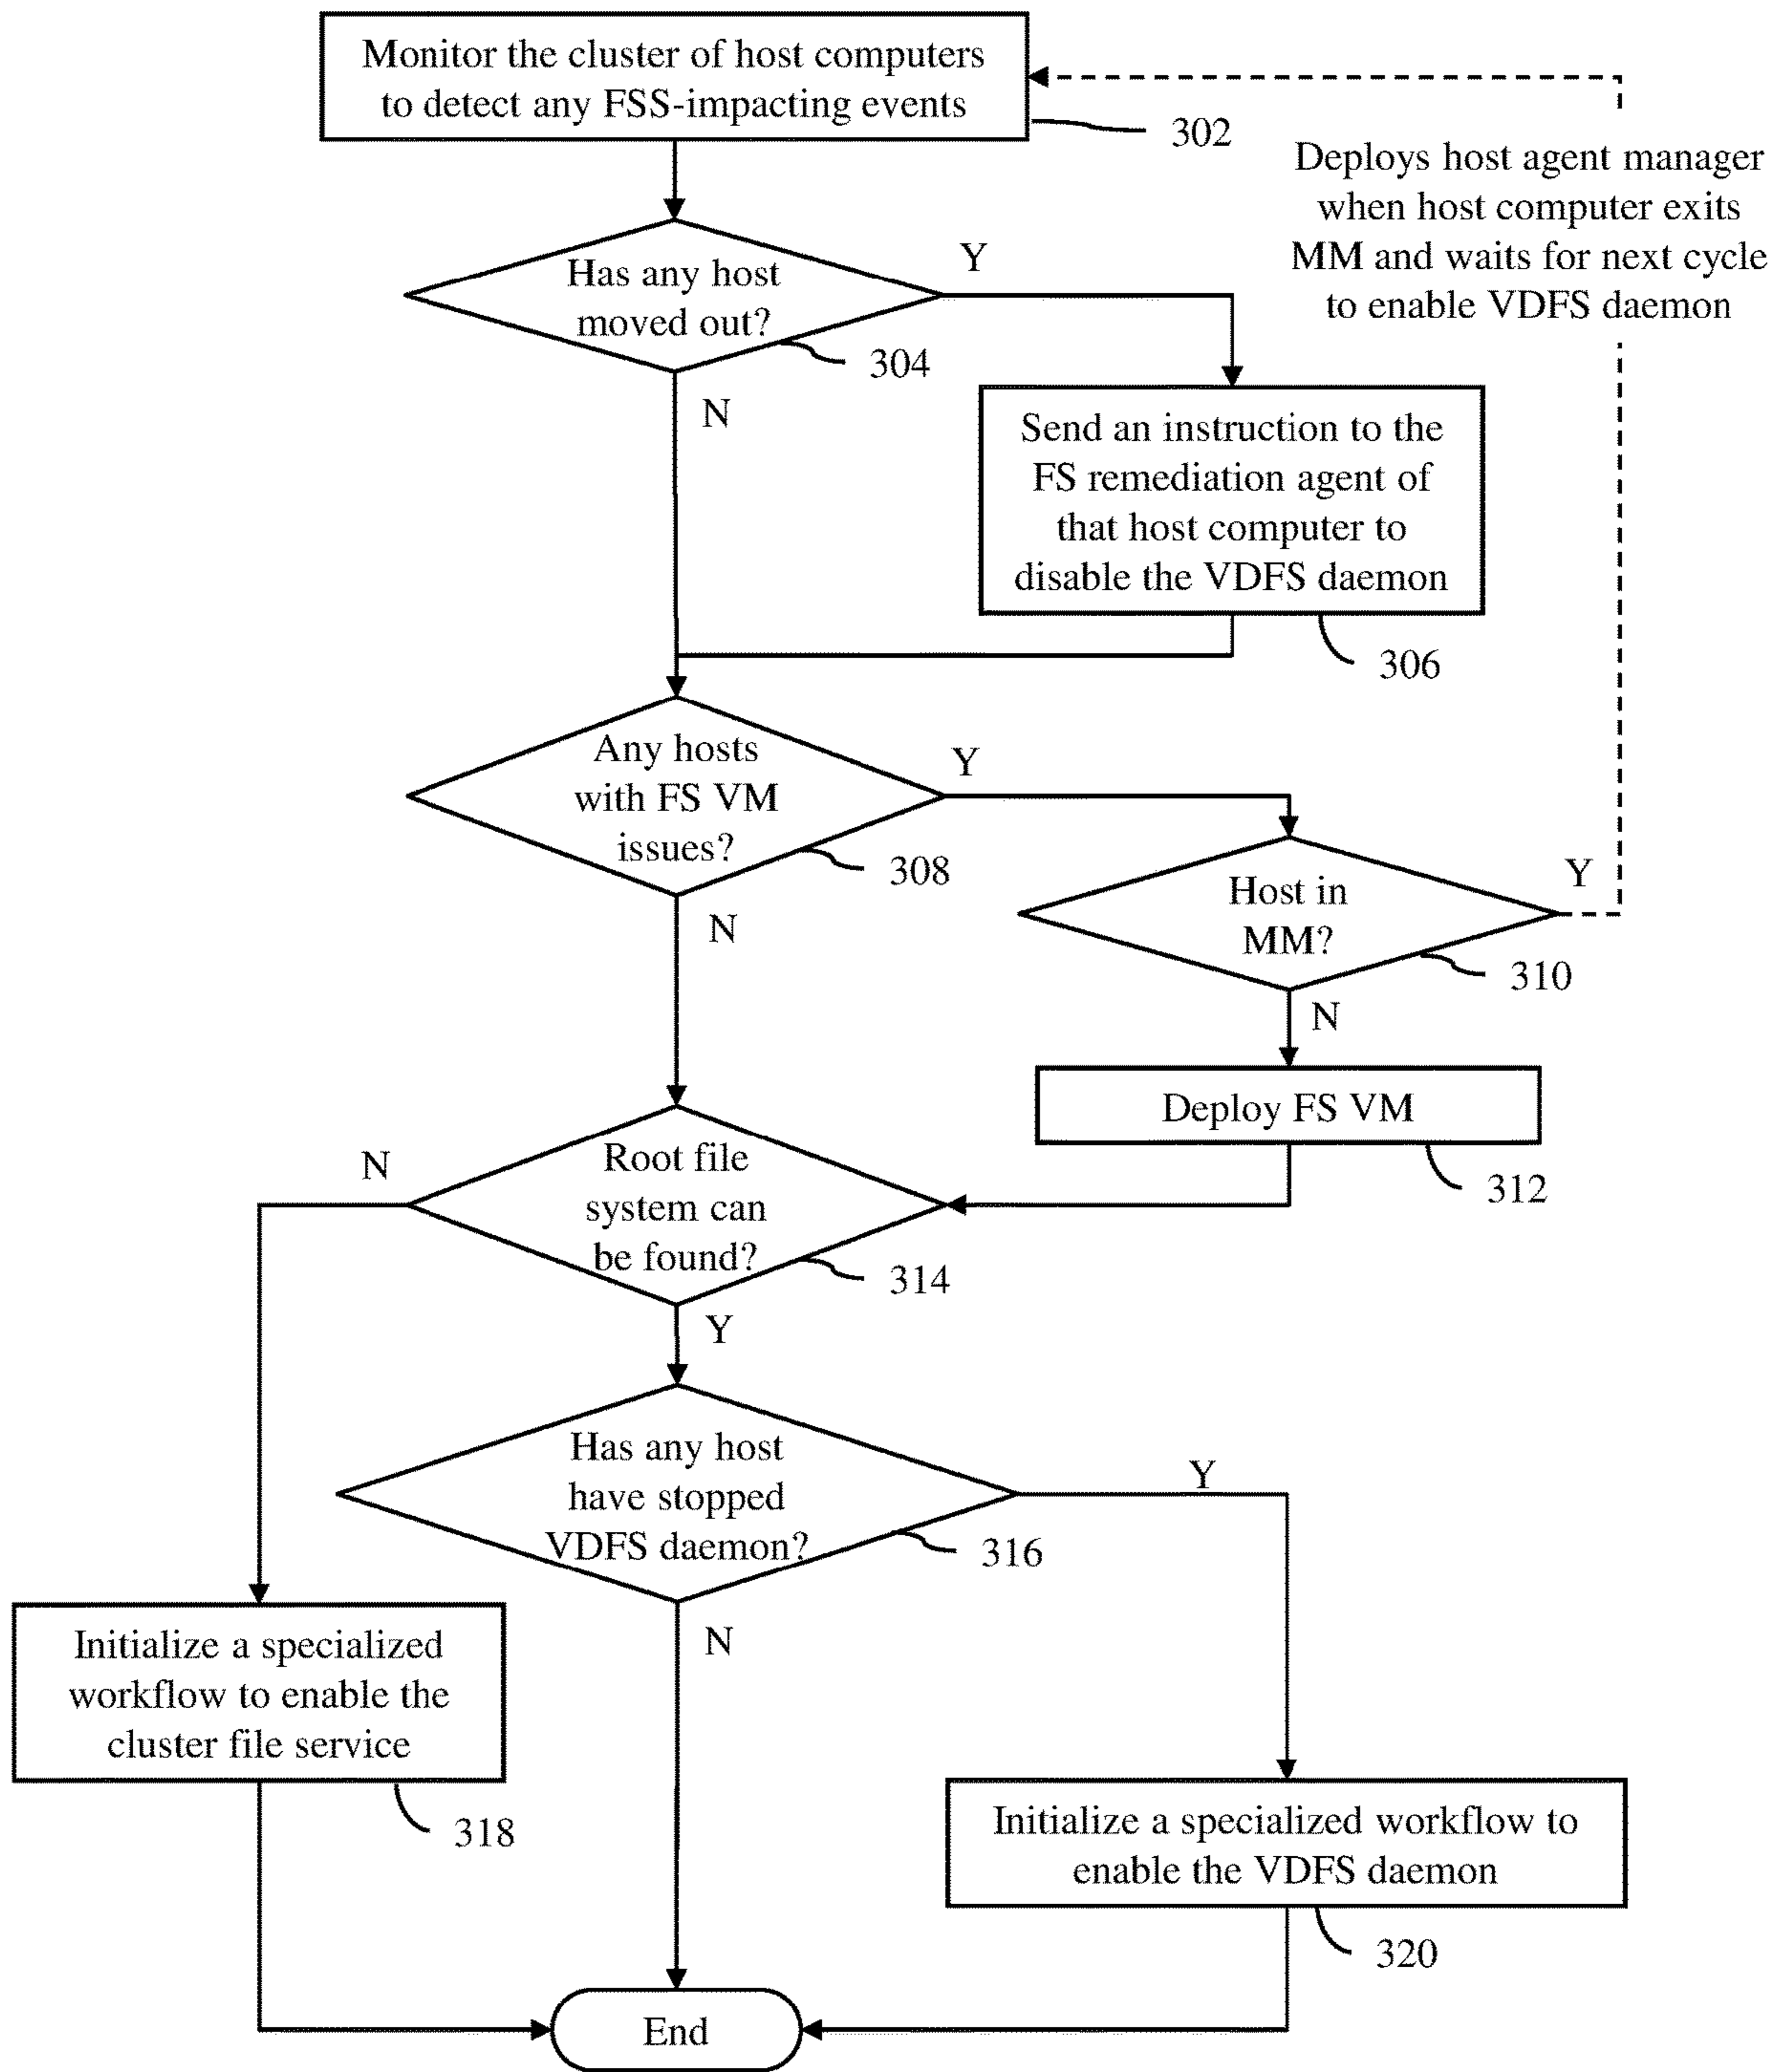 Monitor the cluster of host computers
to detect any FSS-impacting events
302
Deploys host agent manager
when host computer exits
MM and waits for next cycle
to enable VDFS daemon
Has any host
moved out?
Y
304
N
Send an instruction to the
FS remediation agent of
that host computer to
disable the VDFS daemon
306
Any hosts
with FS VM
issues?
Y
308
N
Host in
MM?
Y
310
N
Deploy FS VM
312
Root file
system can
be found?
N
314
Y
Has any host
have stopped
VDFS daemon?
Y
316
N
Initialize a specialized
workflow to enable the
cluster file service
318
Initialize a specialized workflow to
enable the VDFS daemon
320
End